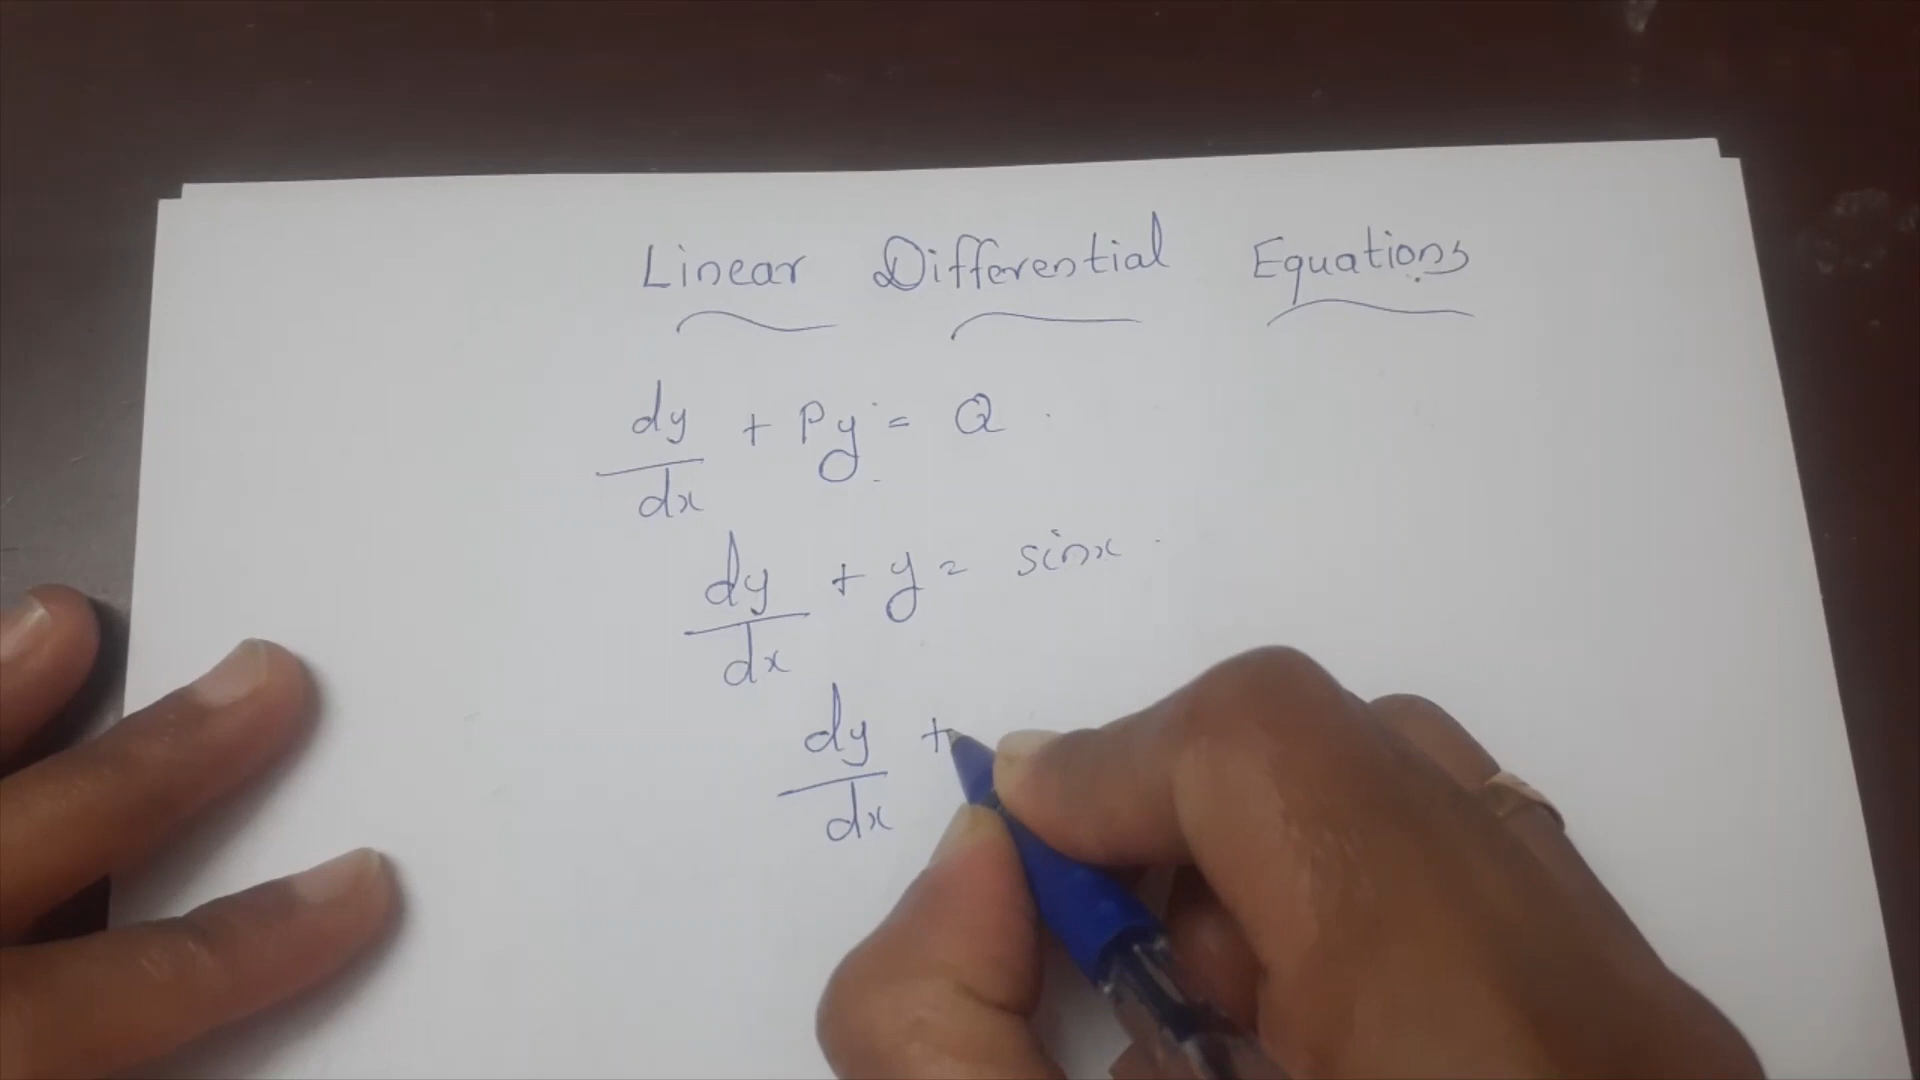 Linear Differential Equations
dy/dx + Py = Q
dy/dx + y = sinx
dy/dx +